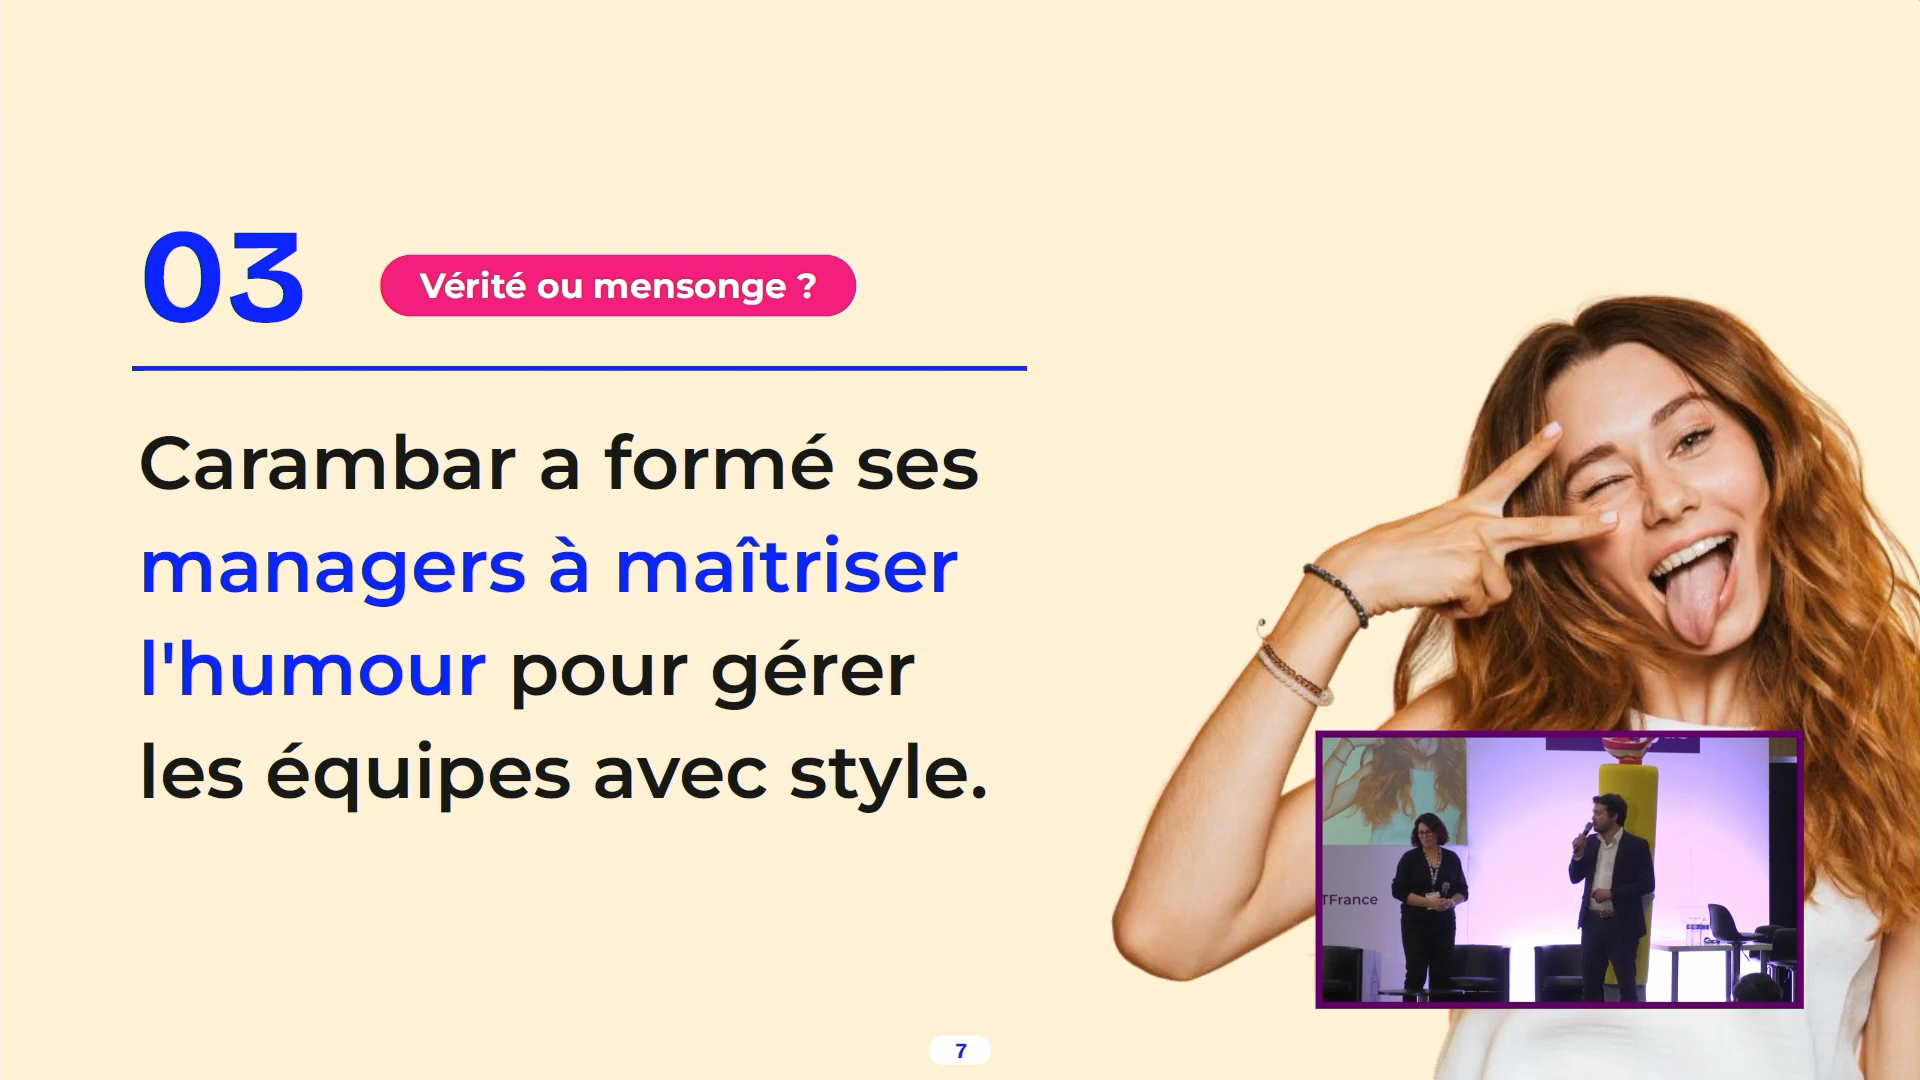 03
Vérité ou mensonge ?
Carambar a formé ses
managers à maîtriser
l'humour pour gérer
les équipes avec style.
TFrance
7